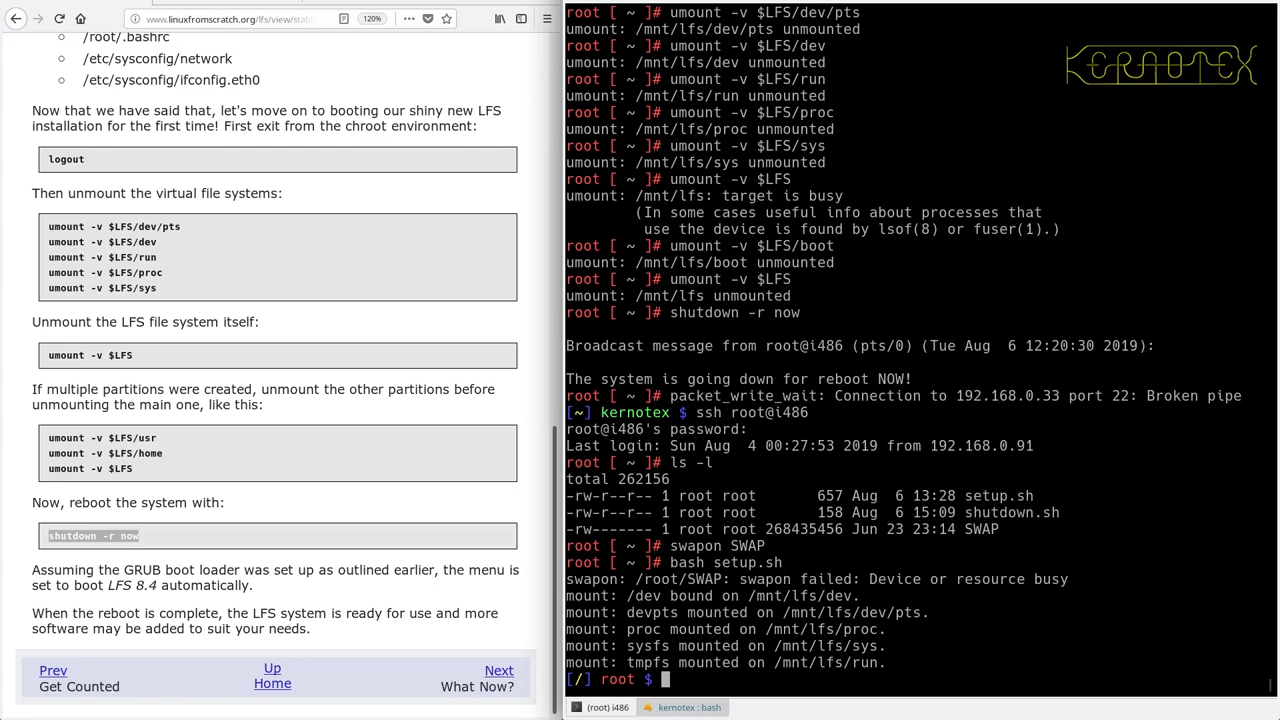 www.linuxfromscratch.org/lfs/view/stab
120%
/root/.bashrc
/etc/sysconfig/network
/etc/sysconfig/ifconfig.eth0
Now that we have said that, let's move on to booting our shiny new LFS
installation for the first time! First exit from the chroot environment:
logout
Then unmount the virtual file systems:
umount -v $LFS/dev/pts
umount -v $LFS/dev
umount -v $LFS/run
umount -v $LFS/proc
umount -v $LFS/sys
Unmount the LFS file system itself:
umount -v $LFS
If multiple partitions were created, unmount the other partitions before
unmounting the main one, like this:
umount -v $LFS/usr
umount -v $LFS/home
umount -v $LFS
Now, reboot the system with:
shutdown -r now
Assuming the GRUB boot loader was set up as outlined earlier, the menu is
set to boot LFS 8.4 automatically.
When the reboot is complete, the LFS system is ready for use and more
software may be added to suit your needs.
Prev
Up
Next
Get Counted
Home
What Now?
root [ ~ ]# umount -v $LFS/dev/pts
umount: /mnt/lfs/dev/pts unmounted
root [ ~ ]# umount -v $LFS/dev
umount: /mnt/lfs/dev unmounted
root [ ~ ]# umount -v $LFS/run
umount: /mnt/lfs/run unmounted
root [ ~ ]# umount -v $LFS/proc
umount: /mnt/lfs/proc unmounted
root [ ~ ]# umount -v $LFS/sys
umount: /mnt/lfs/sys unmounted
root [ ~ ]# umount -v $LFS
umount: /mnt/lfs: target is busy
(In some cases useful info about processes that
use the device is found by lsof(8) or fuser(1).)
root [ ~ ]# umount -v $LFS/boot
umount: /mnt/lfs/boot unmounted
root [ ~ ]# umount -v $LFS
umount: /mnt/lfs unmounted
root [ ~ ]# shutdown -r now
Broadcast message from root@i486 (pts/0) (Tue Aug  6 12:20:30 2019):
The system is going down for reboot NOW!
root [ ~ ]# packet_write_wait: Connection to 192.168.0.33 port 22: Broken pipe
[~] kernotex $ ssh root@i486
root@i486's password:
Last login: Sun Aug  4 00:27:53 2019 from 192.168.0.91
root [ ~ ]# ls -l
total 262156
-rw-r--r-- 1 root root       657 Aug  6 13:28 setup.sh
-rw-r--r-- 1 root root       158 Aug  6 15:09 shutdown.sh
-rw------- 1 root root 268435456 Jun 23 23:14 SWAP
root [ ~ ]# swapon SWAP
root [ ~ ]# bash setup.sh
swapon: /root/SWAP: swapon failed: Device or resource busy
mount: /dev bound on /mnt/lfs/dev.
mount: devpts mounted on /mnt/lfs/dev/pts.
mount: proc mounted on /mnt/lfs/proc.
mount: sysfs mounted on /mnt/lfs/sys.
mount: tmpfs mounted on /mnt/lfs/run.
[/] root $
KERNOTEX
(root) i486
kernotex : bash